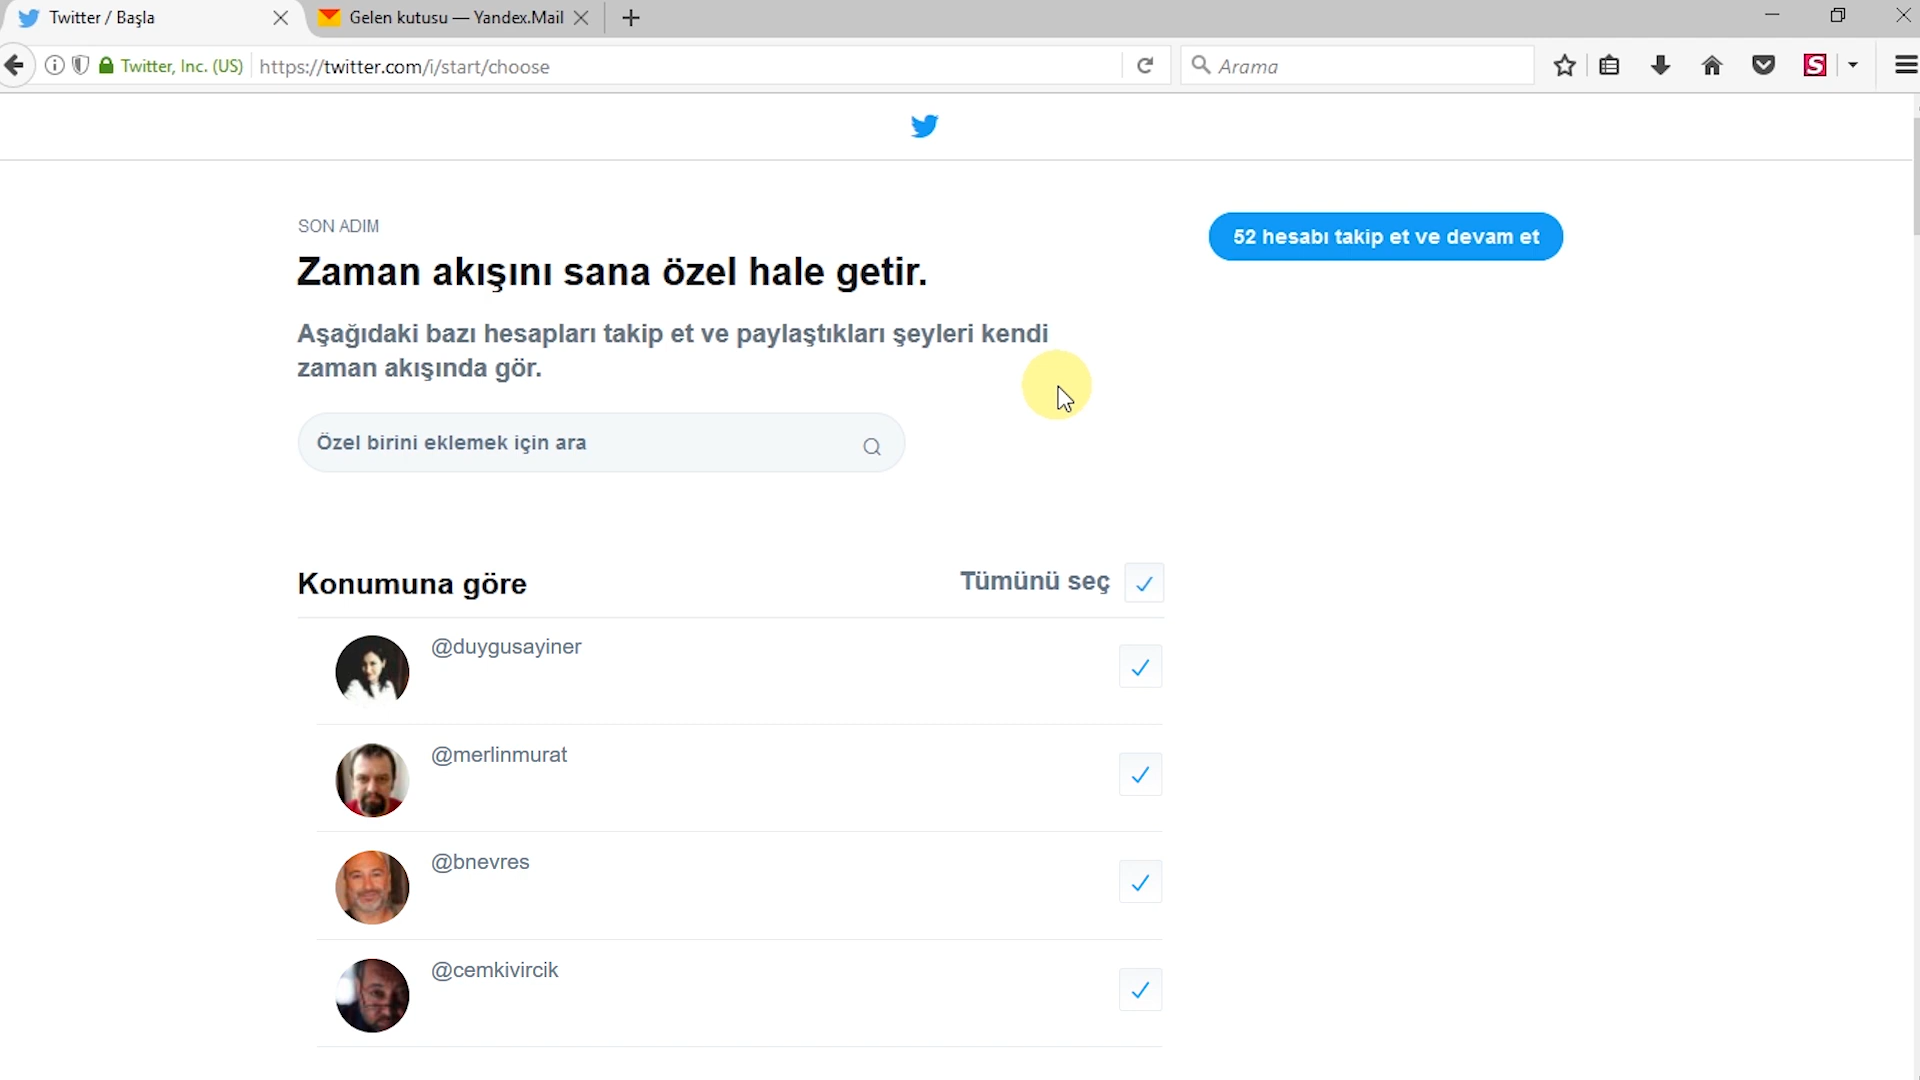 Twitter / Başla
Gelen kutusu — Yandex.Mail
Twitter, Inc. (US)
https://twitter.com/i/start/choose
Arama
S
SON ADIM
52 hesabı takip et ve devam et
Zaman akışını sana özel hale getir.
Aşağıdaki bazı hesapları takip et ve paylaştıkları şeyleri kendi
zaman akışında gör.
Özel birini eklemek için ara
Konumuna göre
Tümünü seç
@duygusayiner
@merlinmurat
@bnevres
@cemkivircik